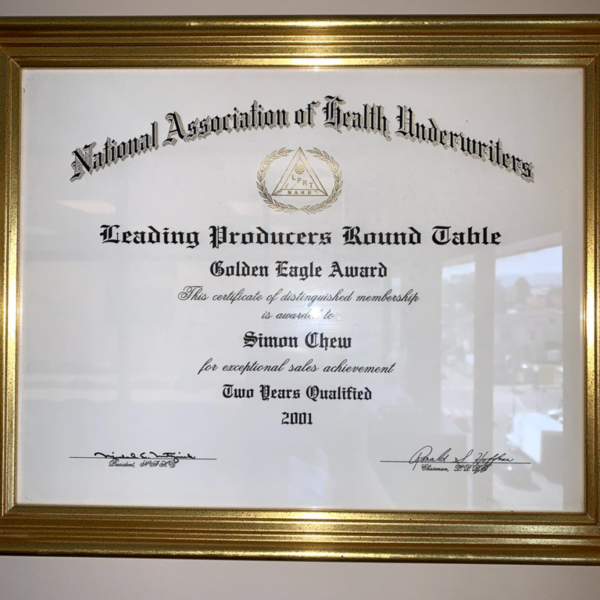 National Association of Health Underwriters
LPRT
NAHU
Leading Producers Round Table
Golden Eagle Award
This certificate of distinguished membership
is awarded to
Simon Chew
for exceptional sales achievement
Two Years Qualified
2001
President,
Ronald S.
Chairman,